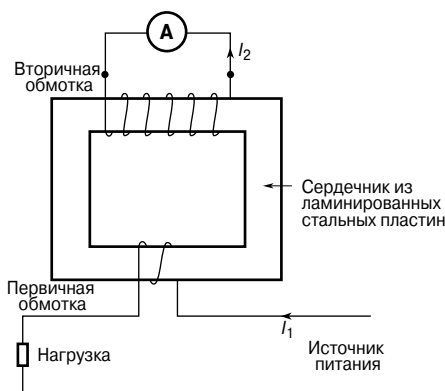 A
I2
Вторичная
обмотка
Сердечник из
ламинированных
стальных пластин
Первичная
обмотка
I1
Нагрузка
Источник
питания